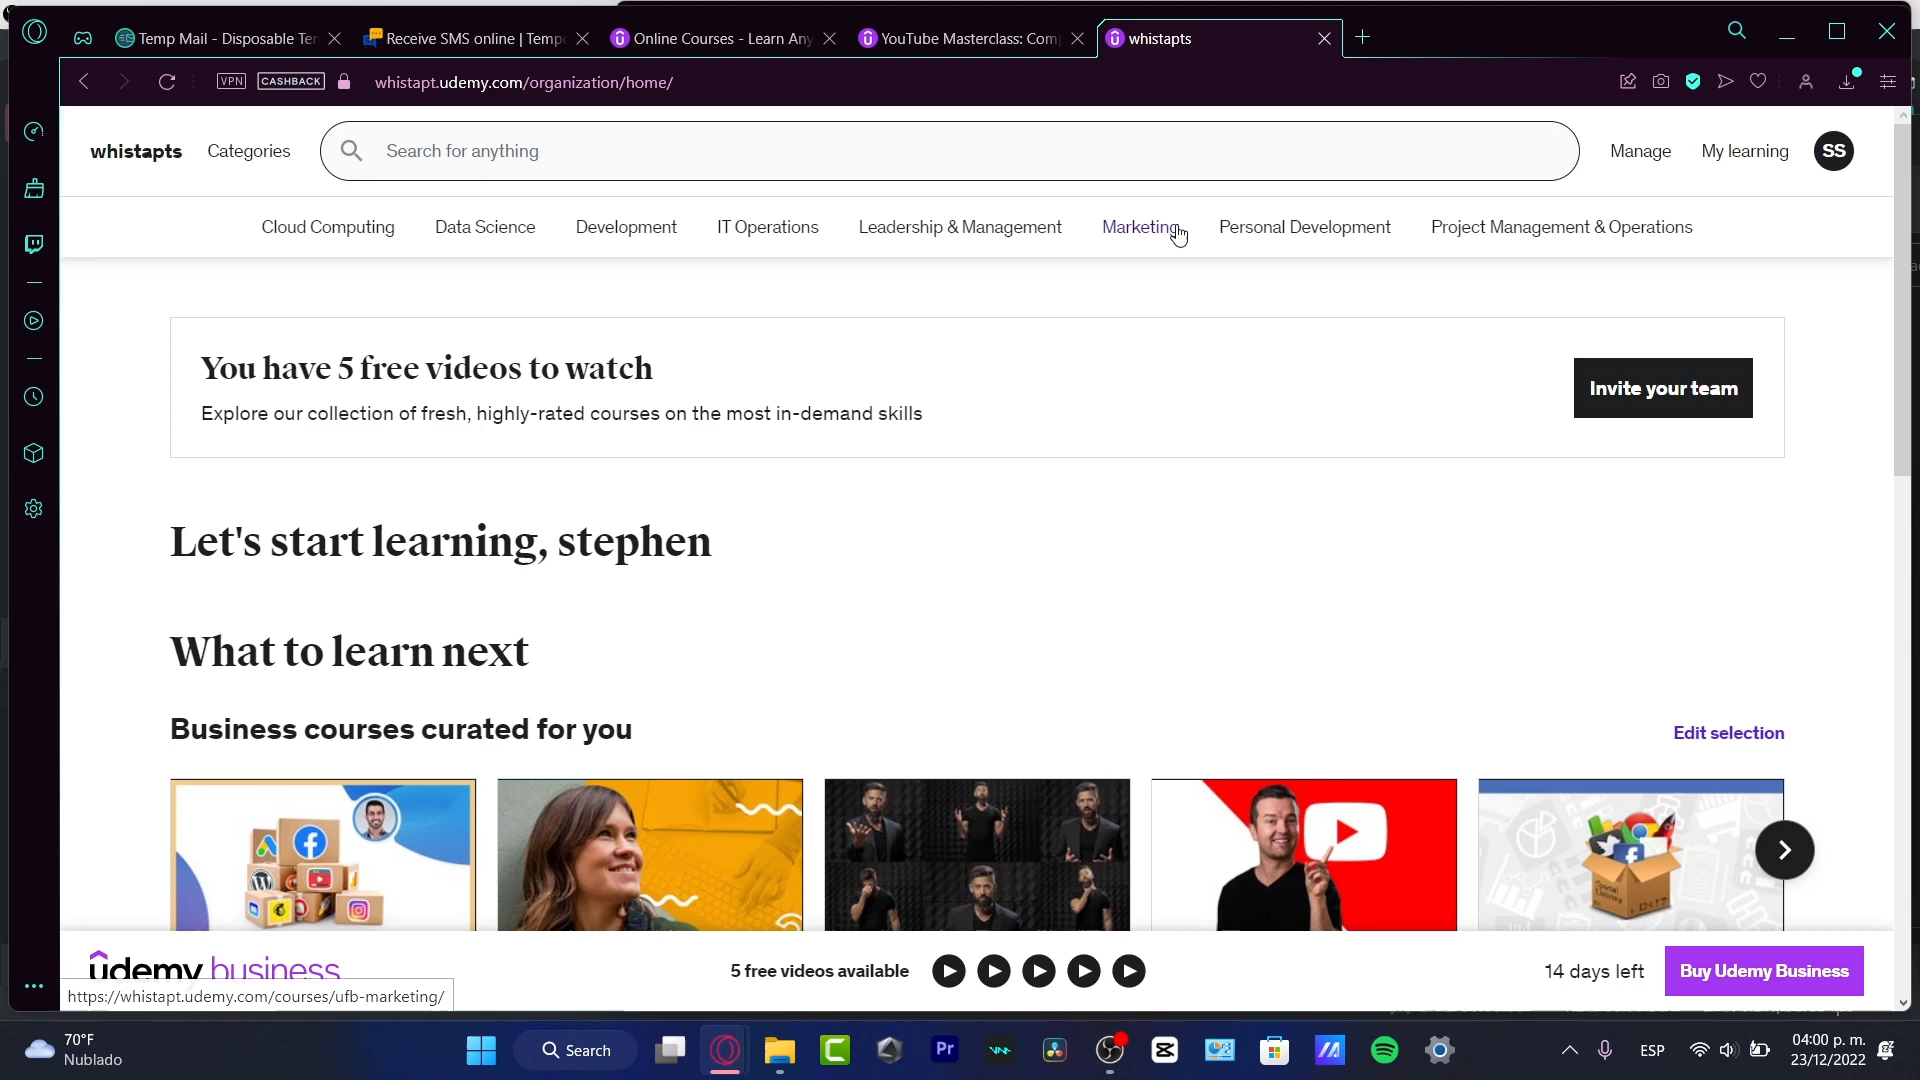 Temp Mail - Disposable Ten
Receive SMS online | Temp
Online Courses - Learn Any
YouTube Masterclass: Com
whistapts
VPN
CASHBACK
whistapt.udemy.com/organization/home/
whistapts
Categories
Search for anything
Manage
My learning
SS
Cloud Computing
Data Science
Development
IT Operations
Leadership & Management
Marketing
Personal Development
Project Management & Operations
You have 5 free videos to watch
Explore our collection of fresh, highly-rated courses on the most in-demand skills
Invite your team
Let's start learning, stephen
What to learn next
Business courses curated for you
Edit selection
udemy business
5 free videos available
14 days left
Buy Udemy Business
https://whistapt.udemy.com/courses/ufb-marketing/
70°F
Nublado
Search
Pr
ESP
04:00 p. m.
23/12/2022